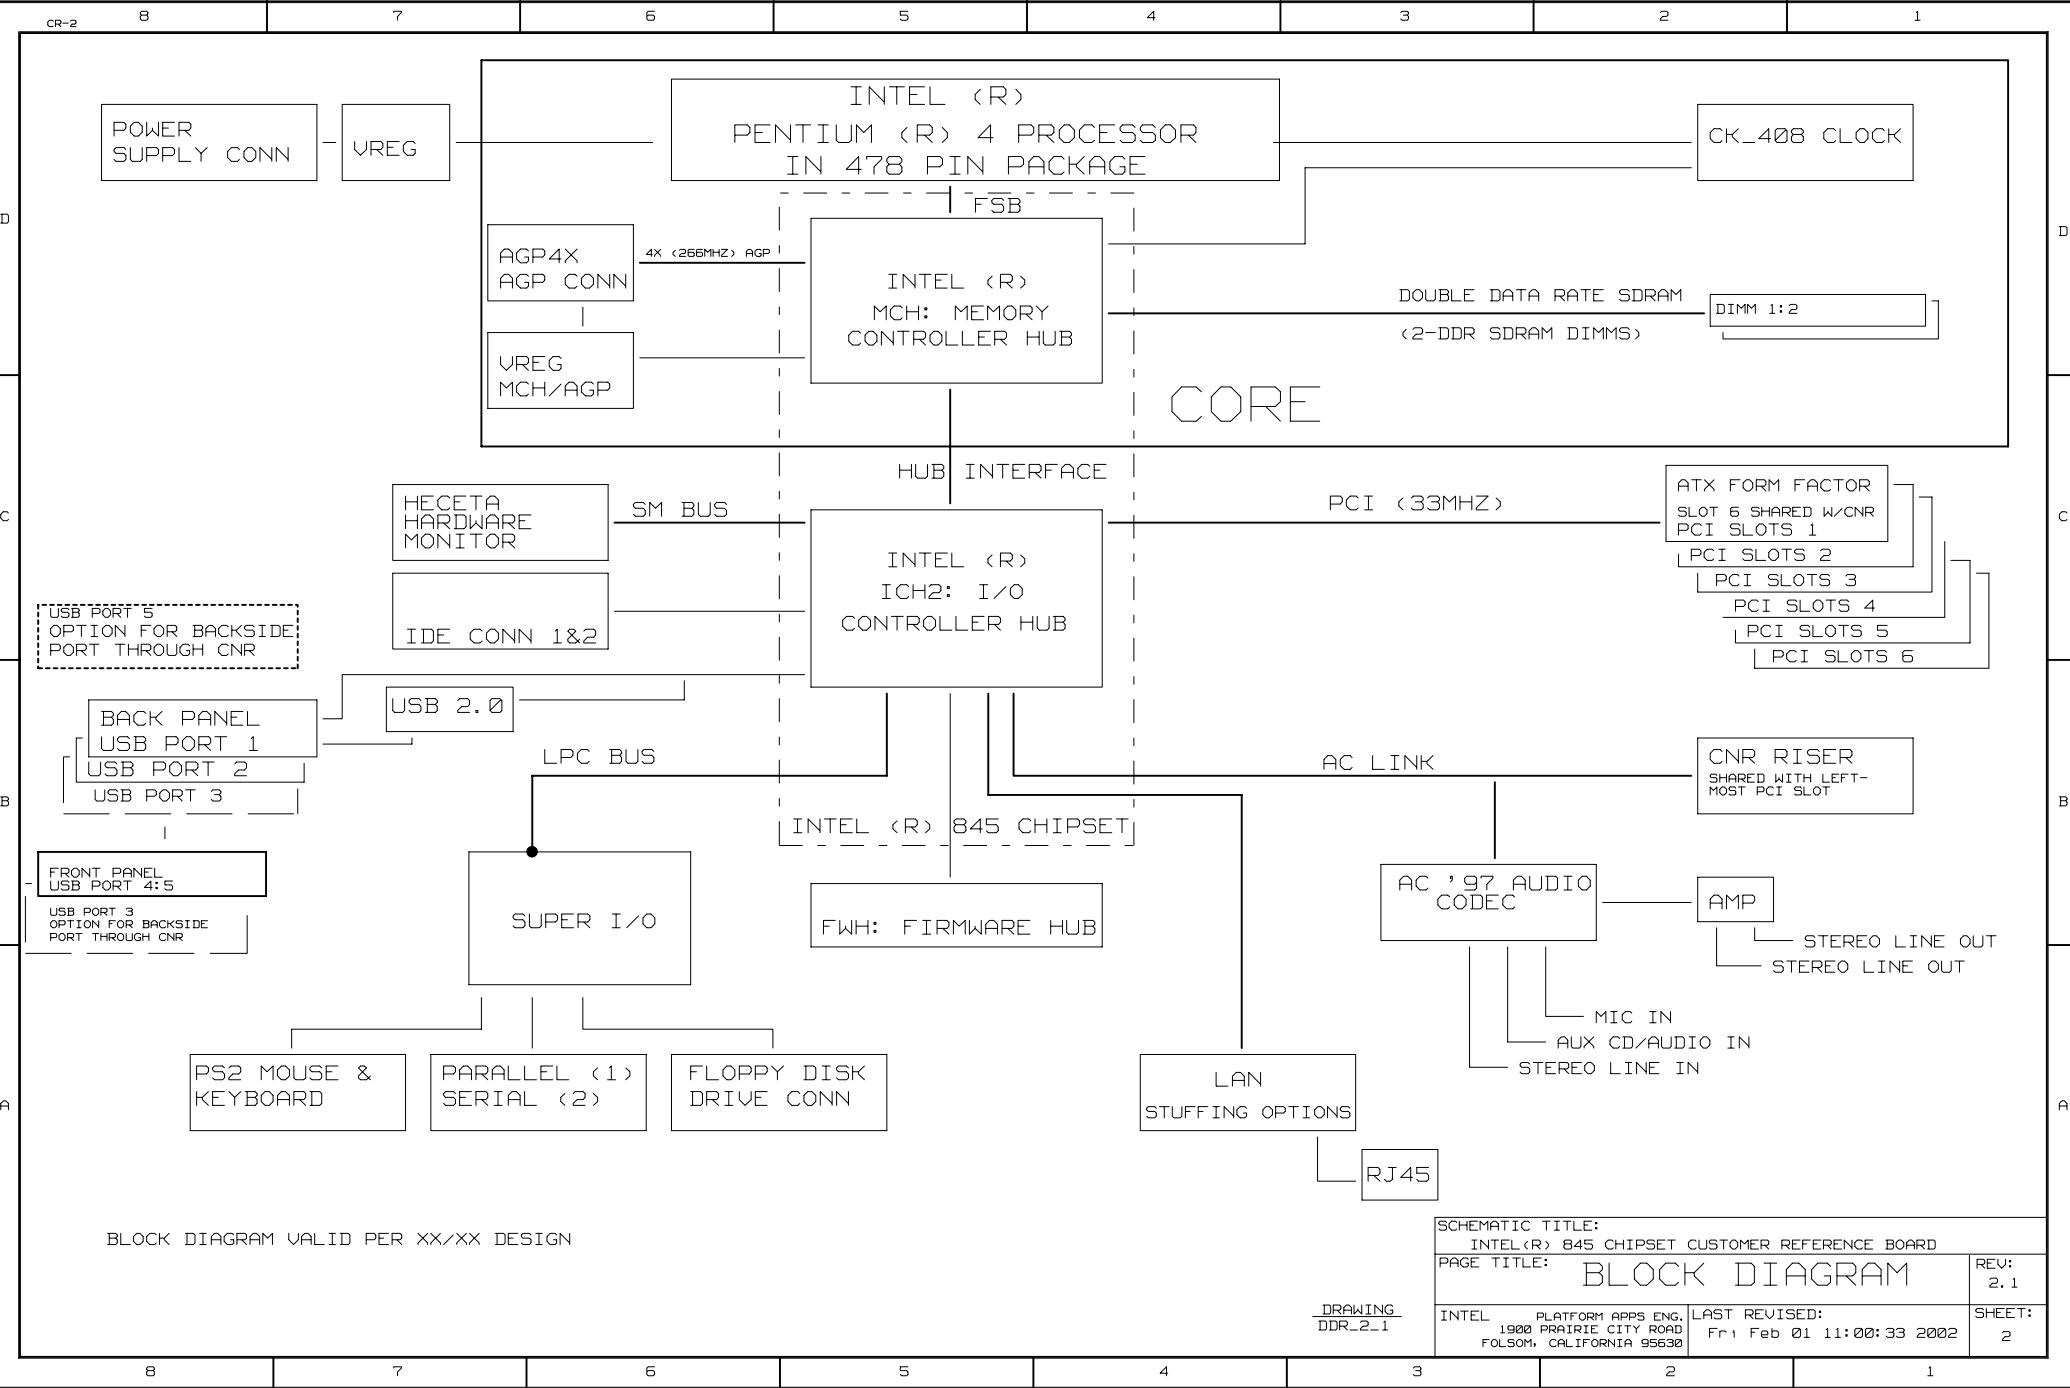 CR-2
8 7 6 5 4 3 2 1
INTEL (R)
PENTIUM (R) 4 PROCESSOR
IN 478 PIN PACKAGE
POWER
SUPPLY CONN
VREG
CK_408 CLOCK
D
D
FSB
AGP4X
AGP CONN
4X (266MHZ) AGP
INTEL (R)
MCH: MEMORY
CONTROLLER HUB
DOUBLE DATA RATE SDRAM
(2-DDR SDRAM DIMMS)
DIMM 1:2
VREG
MCH/AGP
CORE
HUB INTERFACE
C
C
HECETA
HARDWARE
MONITOR
SM BUS
PCI (33MHZ)
ATX FORM FACTOR
SLOT 6 SHARED W/CNR
PCI SLOTS 1
PCI SLOTS 2
PCI SLOTS 3
PCI SLOTS 4
PCI SLOTS 5
PCI SLOTS 6
INTEL (R)
ICH2: I/O
CONTROLLER HUB
IDE CONN 1&2
USB PORT 5
OPTION FOR BACKSIDE
PORT THROUGH CNR
BACK PANEL
USB PORT 1
USB PORT 2
USB PORT 3
USB 2.0
LPC BUS
AC LINK
CNR RISER
SHARED WITH LEFT-
MOST PCI SLOT
B
B
INTEL (R) 845 CHIPSET
FRONT PANEL
USB PORT 4:5
USB PORT 3
OPTION FOR BACKSIDE
PORT THROUGH CNR
SUPER I/O
FWH: FIRMWARE HUB
AC '97 AUDIO
CODEC
AMP
STEREO LINE OUT
STEREO LINE OUT
MIC IN
AUX CD/AUDIO IN
STEREO LINE IN
PS2 MOUSE &
KEYBOARD
PARALLEL (1)
SERIAL (2)
FLOPPY DISK
DRIVE CONN
LAN
STUFFING OPTIONS
A
A
RJ45
BLOCK DIAGRAM VALID PER XX/XX DESIGN
DRAWING
DDR_2_1
SCHEMATIC TITLE:
INTEL(R) 845 CHIPSET CUSTOMER REFERENCE BOARD
PAGE TITLE:
BLOCK DIAGRAM
REV:
2.1
INTEL
PLATFORM APPS ENG.
1900 PRAIRIE CITY ROAD
FOLSOM, CALIFORNIA 95630
LAST REVISED:
Fri Feb 01 11:00:33 2002
SHEET:
2
8 7 6 5 4 3 2 1